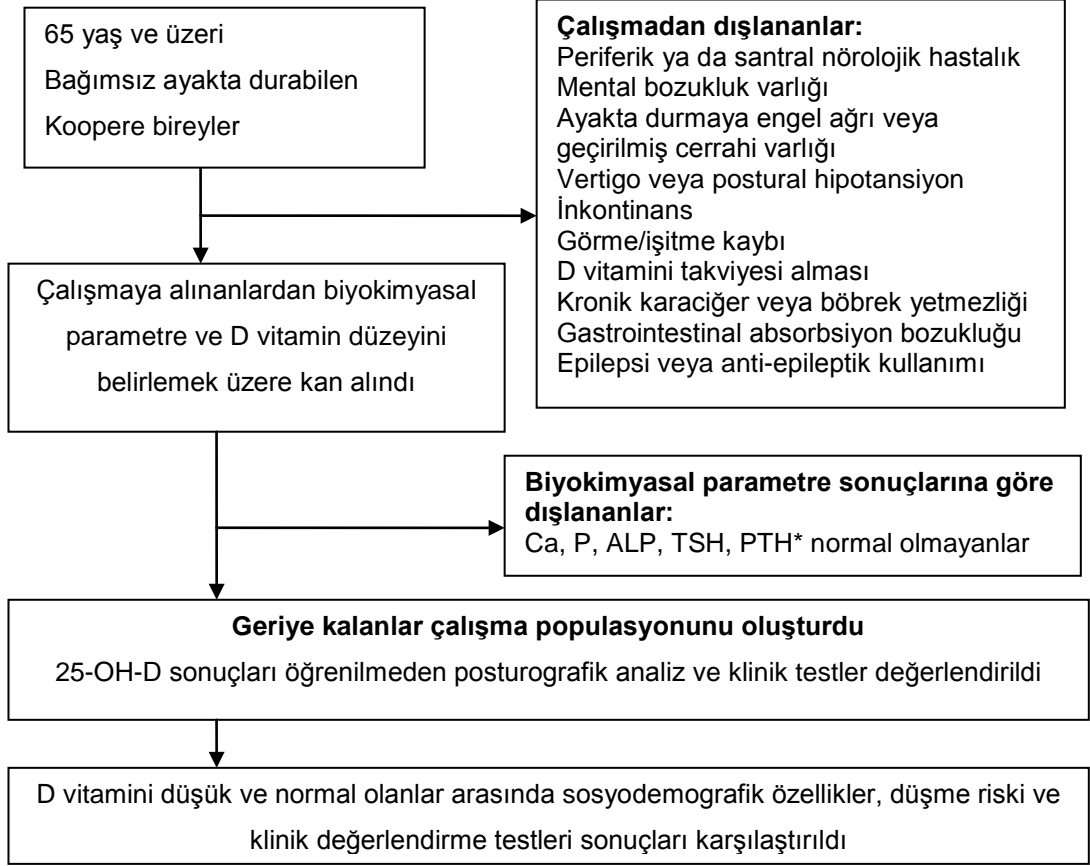 65 yaş ve üzeri
Bağımsız ayakta durabilen
Koopere bireyler
Çalışmadan dışlananlar:
Periferik ya da santral nörolojik hastalık
Mental bozukluk varlığı
Ayakta durmaya engel ağrı veya
geçirilmiş cerrahi varlığı
Vertigo veya postural hipotansiyon
İnkontinans
Görme/işitme kaybı
D vitamini takviyesi alması
Kronik karaciğer veya böbrek yetmezliği
Gastrointestinal absorbsiyon bozukluğu
Epilepsi veya anti-epileptik kullanımı
Çalışmaya alınanlardan biyokimyasal
parametre ve D vitamin düzeyini
belirlemek üzere kan alındı
Biyokimyasal parametre sonuçlarına göre
dışlananlar:
Ca, P, ALP, TSH, PTH* normal olmayanlar
Geriye kalanlar çalışma populasyonunu oluşturdu
25-OH-D sonuçları öğrenilmeden posturografik analiz ve klinik testler değerlendirildi
D vitamini düşük ve normal olanlar arasında sosyodemografik özellikler, düşme riski ve
klinik değerlendirme testleri sonuçları karşılaştırıldı